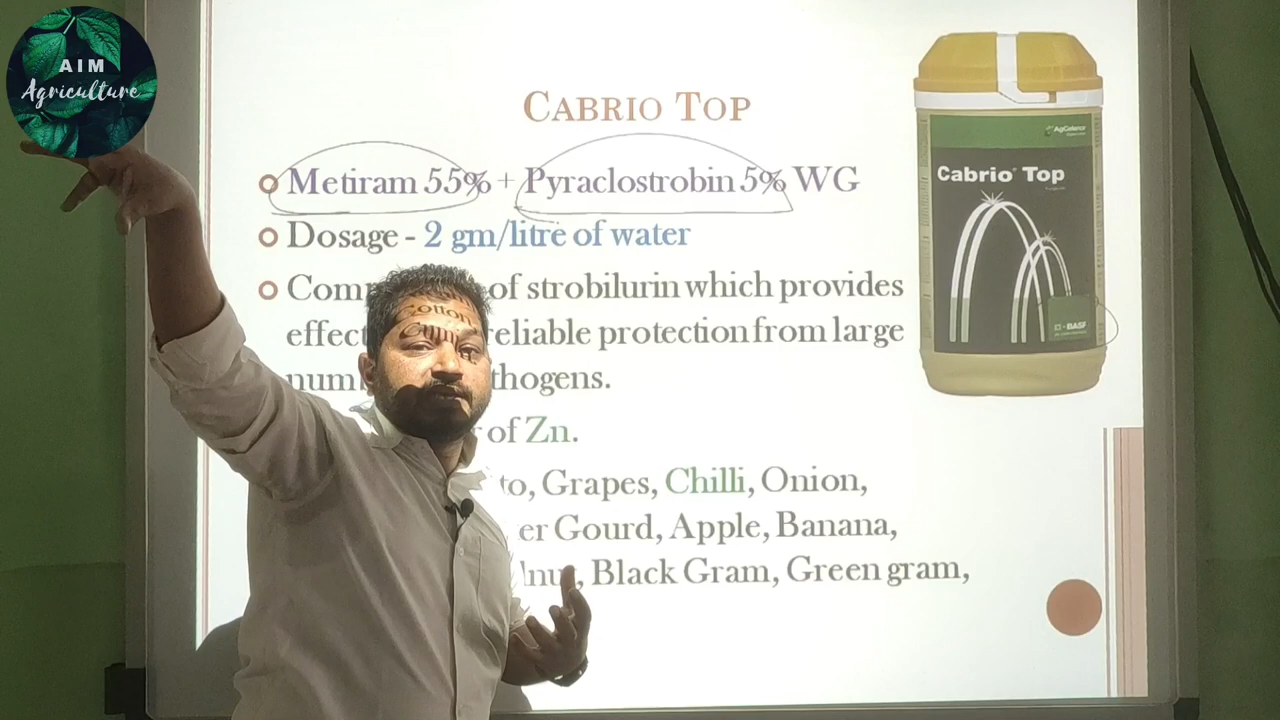 AIM
Agriculture
CABRIO TOP
Metiram 55% + Pyraclostrobin 5% WG
Dosage - 2 gm/litre of water
of strobilurin which provides
reliable protection from large
of Zn.
Grapes, Chilli, Onion,
Gourd, Apple, Banana,
Black Gram, Green gram,
Cotton
AgCelence
Cabrio Top
BASF